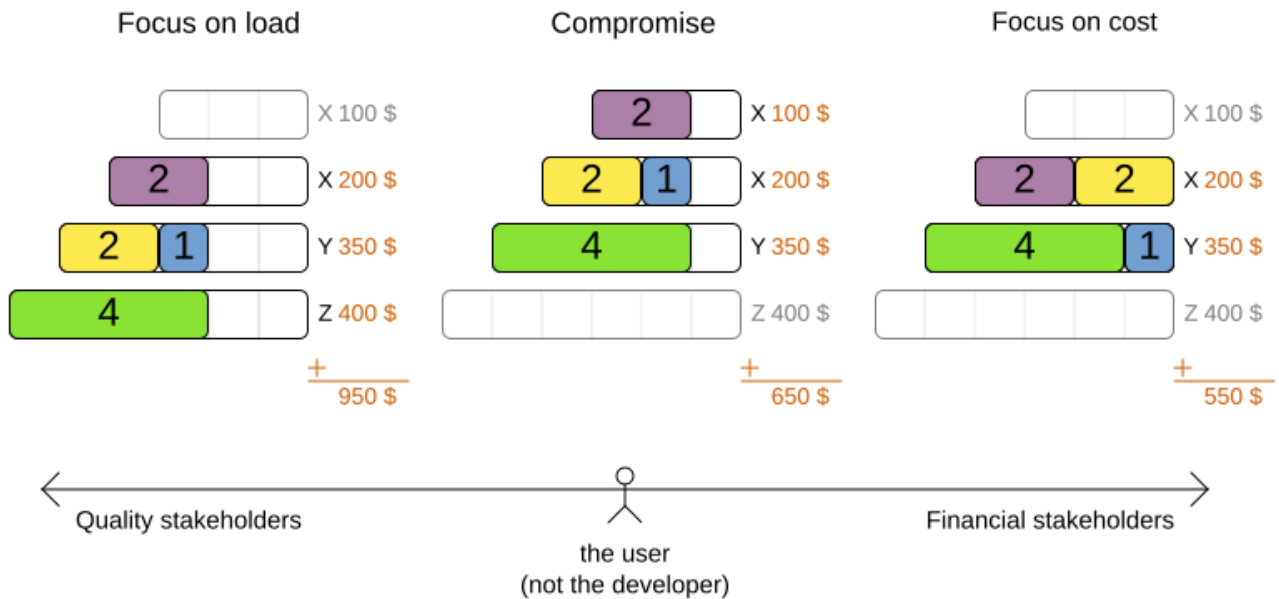 Focus on load
Compromise
Focus on cost
X 100 $
2
X 200 $
2 1
Y 350 $
4
Z 400 $
+
950 $
2
X 100 $
2 1
X 200 $
4
Y 350 $
Z 400 $
+
650 $
X 100 $
2 2
X 200 $
4 1
Y 350 $
Z 400 $
+
550 $
Quality stakeholders
Financial stakeholders
the user
(not the developer)